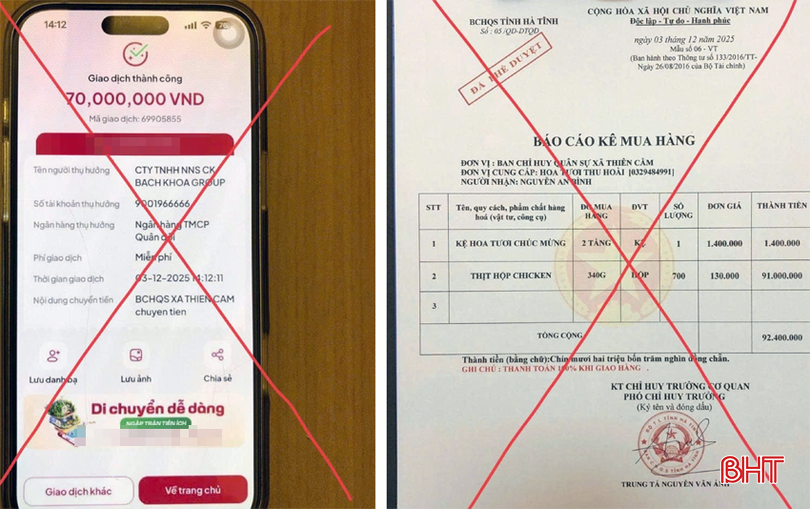 14:12
Giao dịch thành công
70,000,000 VND
Mã giao dịch: 69905855
Tên người thụ hưởng
CTY TNHH NNS CK
BACH KHOA GROUP
Số tài khoản thụ hưởng
9001966666
Ngân hàng thụ hưởng
Ngân hàng TMCP
Quân đội
Phí giao dịch
Miễn phí
Thời gian giao dịch
03-12-2025 14:12:11
Nội dung chuyển tiền
BCHQS XA THIEN CAM
chuyen tien
Lưu danh bạ
Lưu ảnh
Chia sẻ
Di chuyển dễ dàng
NGẬP TRÀN TIỆN ÍCH
Giao dịch khác
Về trang chủ
BCHQS TỈNH HÀ TĨNH
Số : 05 /QĐ-DTQD
CỘNG HÒA XÃ HỘI CHỦ NGHĨA VIỆT NAM
Độc lập - Tự do - Hạnh phúc
ngày 03 tháng 12 năm 2025
Mẫu số 06 - VT
(Ban hành theo Thông tư số 133/2016/TT-
Ngày 26/08/2016 của Bộ Tài chính)
ĐÃ PHÊ DUYỆT
BÁO CÁO KÊ MUA HÀNG
ĐƠN VỊ : BAN CHỈ HUY QUÂN SỰ XÃ THIÊN CẦM
ĐƠN VỊ CUNG CẤP: HOA TƯƠI THU HOÀI [0329484991]
NGƯỜI NHẬN: NGUYỄN AN BÌNH
STT
Tên, quy cách, phẩm chất hàng
hoá (vật tư, công cụ)
ĐỒ MUA
HÀNG
ĐVT
SỐ
LƯỢNG
ĐƠN GIÁ
THÀNH TIỀN
1
KỆ HOA TƯƠI CHÚC MỪNG
2 TẦNG
KỆ
1
1.400.000
1.400.000
2
THỊT HỘP CHICKEN
340G
HỘP
700
130.000
91.000.000
3
TỔNG CỘNG
92.400.000
Thành tiền (bằng chữ):Chín mươi hai triệu bốn trăm nghìn đồng chẵn.
GHI CHÚ : THANH TOÁN 100% KHI GIAO HÀNG
KT CHỈ HUY TRƯỞNG CƠ QUAN
PHÓ CHỈ HUY TRƯỞNG
(Ký tên và đóng dấu)
TRUNG TÁ NGUYỄN VĂN ANH
BHT